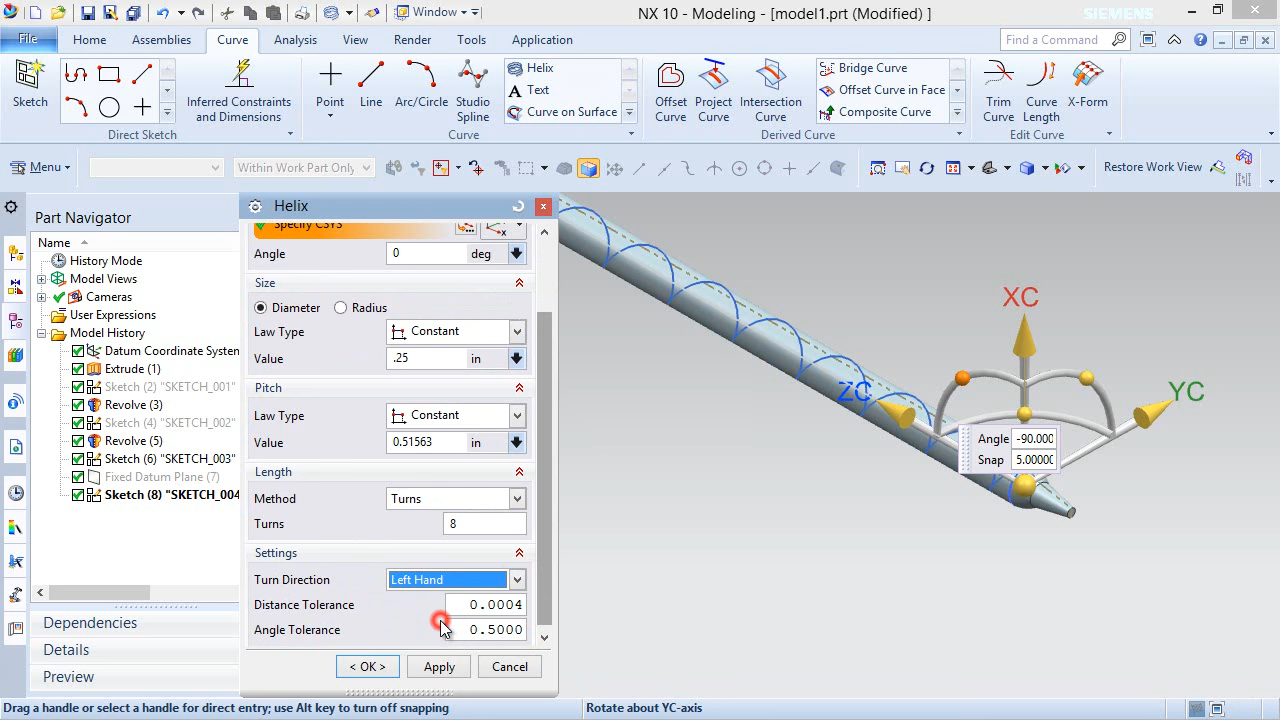 NX 10 - Modeling - [model1.prt (Modified) ]
SIEMENS
Window
File
Home
Assemblies
Curve
Analysis
View
Render
Tools
Application
Find a Command
Sketch
Direct Sketch
Inferred Constraints
and Dimensions
Point
Line
Arc/Circle
Studio
Spline
Helix
Text
Curve on Surface
Curve
Offset
Curve
Project
Curve
Intersection
Curve
Bridge Curve
Offset Curve in Face
Composite Curve
Derived Curve
Trim
Curve
Curve
Length
X-Form
Edit Curve
Menu
Within Work Part Only
Restore Work View
Part Navigator
Name
History Mode
Model Views
Cameras
User Expressions
Model History
Datum Coordinate System
Extrude (1)
Sketch (2) "SKETCH_001"
Revolve (3)
Sketch (4) "SKETCH_002"
Revolve (5)
Sketch (6) "SKETCH_003"
Fixed Datum Plane (7)
Sketch (8) "SKETCH_004
Dependencies
Details
Preview
Helix
Specify CSYS
Angle 0 deg
Size
Diameter Radius
Law Type Constant
Value .25 in
Pitch
Law Type Constant
Value 0.51563 in
Length
Method Turns
Turns 8
Settings
Turn Direction Left Hand
Distance Tolerance 0.0004
Angle Tolerance 0.5000
< OK > Apply Cancel
XC
YC
ZC
Angle -90.000
Snap 5.0000
Drag a handle or select a handle for direct entry; use Alt key to turn off snapping
Rotate about YC-axis